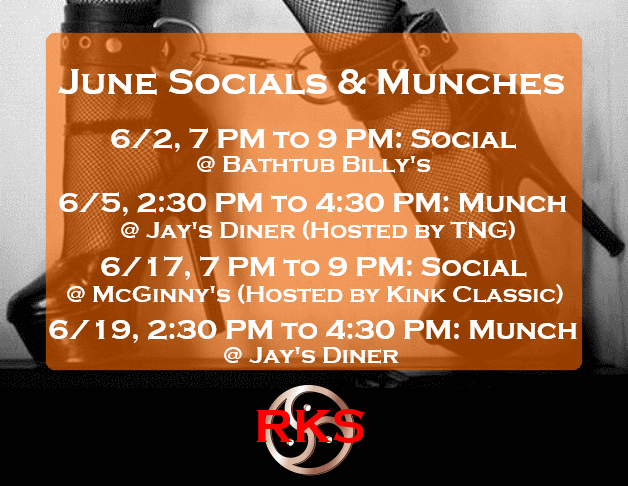 June Socials & Munches
6/2, 7 PM to 9 PM: Social
@ Bathtub Billy's
6/5, 2:30 PM to 4:30 PM: Munch
@ Jay's Diner (Hosted by TNG)
6/17, 7 PM to 9 PM: Social
@ McGinny's (Hosted by Kink Classic)
6/19, 2:30 PM to 4:30 PM: Munch
@ Jay's Diner
RKS